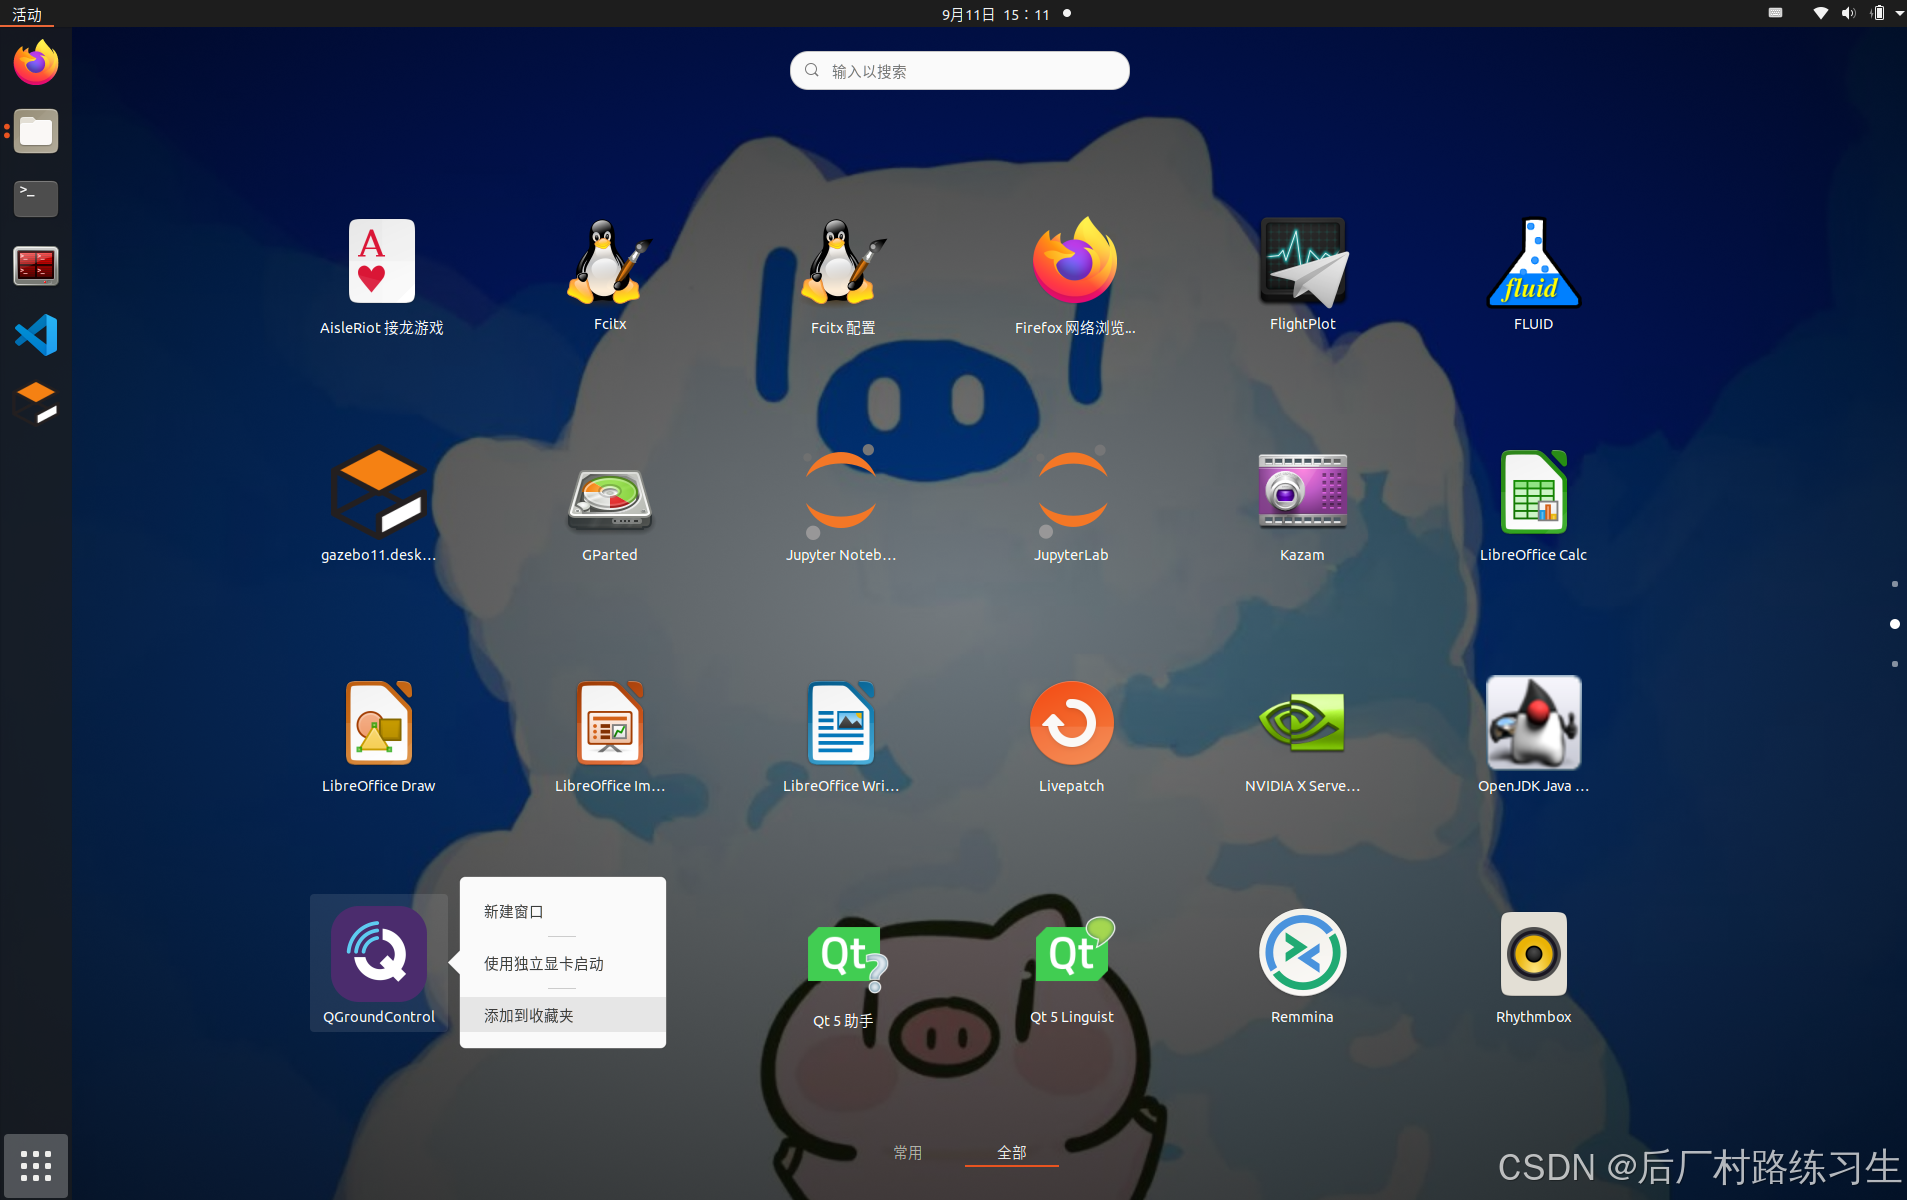 活动
9月11日 15：11
输入以搜索
A
AisleRiot 接龙游戏
Fcitx
Fcitx 配置
Firefox 网络浏览...
FlightPlot
fluid
FLUID
gazebo11.desk...
GParted
Jupyter Noteb...
JupyterLab
Kazam
LibreOffice Calc
LibreOffice Draw
LibreOffice Im...
LibreOffice Wri...
Livepatch
NVIDIA X Serve...
OpenJDK Java ...
QGroundControl
新建窗口
使用独立显卡启动
添加到收藏夹
Qt
Qt 5 助手
Qt
Qt 5 Linguist
Remmina
Rhythmbox
常用
全部
CSDN @后厂村路练习生